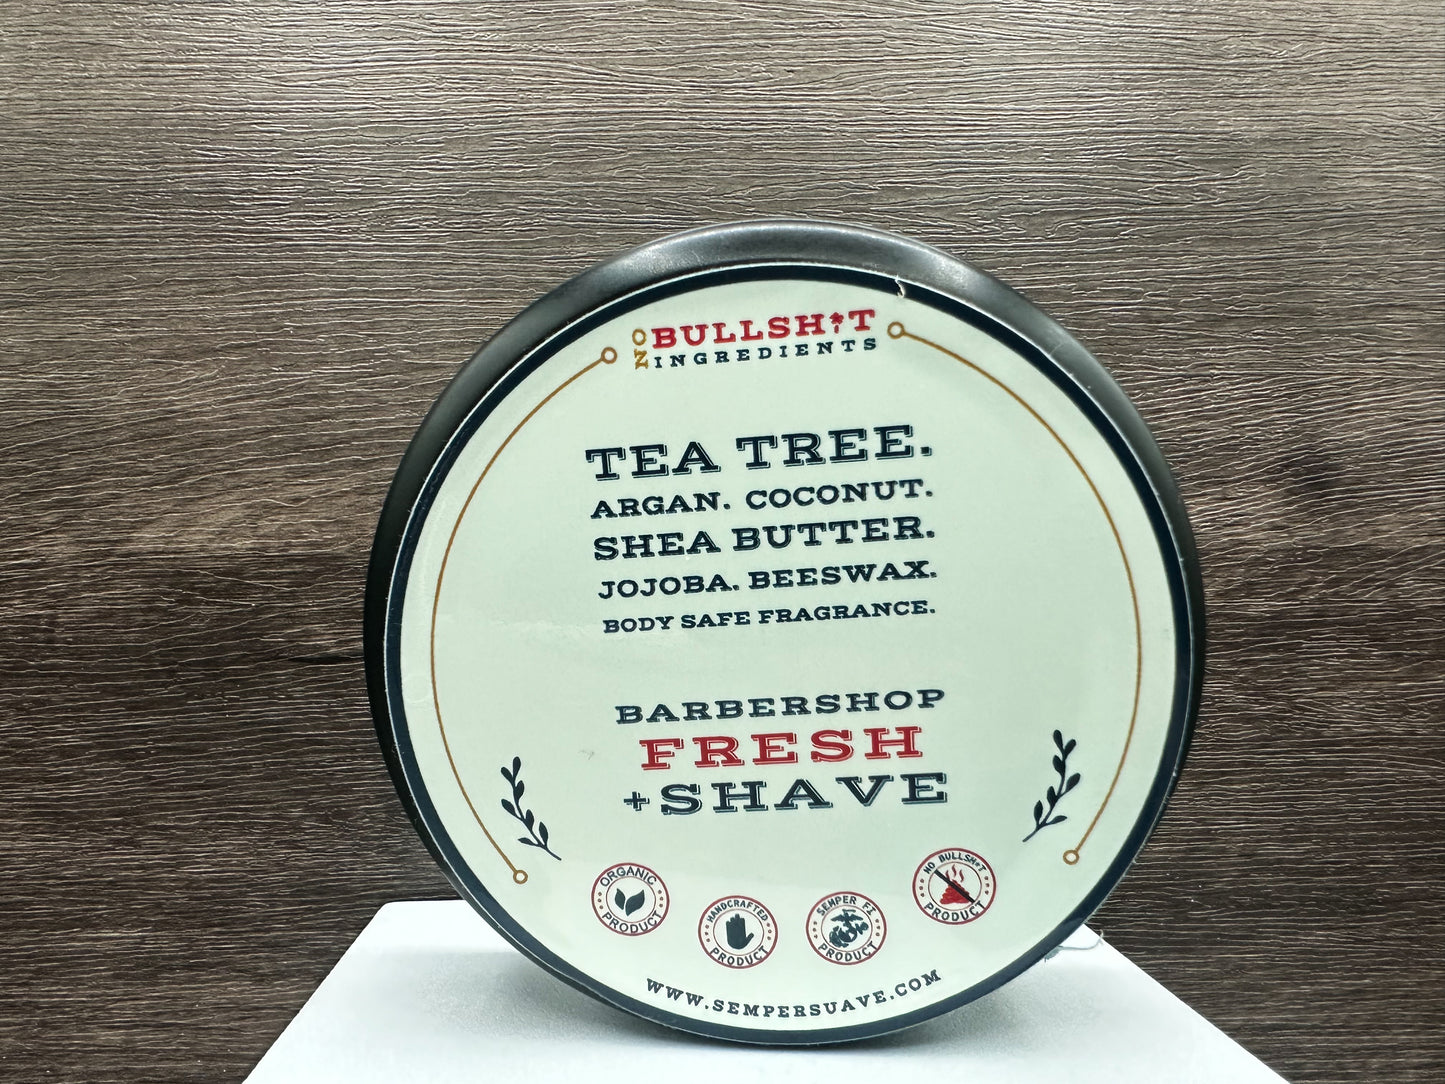 NO BULLSH*T
INGREDIENTS
TEA TREE.
ARGAN. COCONUT.
SHEA BUTTER.
JOJOBA. BEESWAX.
BODY SAFE FRAGRANCE.
BARBERSHOP
FRESH
+SHAVE
ORGANIC
PRODUCT
HANDCRAFTED
PRODUCT
SEMPER FI
PRODUCT
NO BULLSH*T
PRODUCT
WWW.SEMPERSUAVE.COM